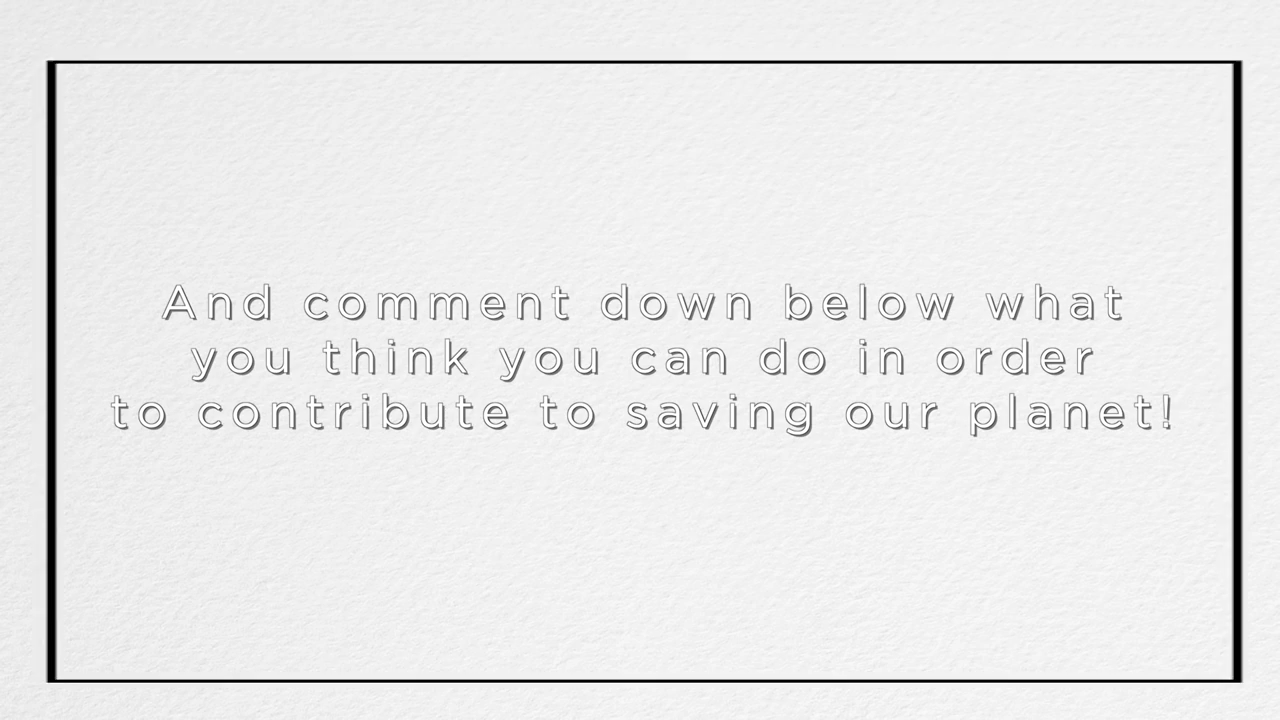 And comment down below what
you think you can do in order
to contribute to saving our planet!